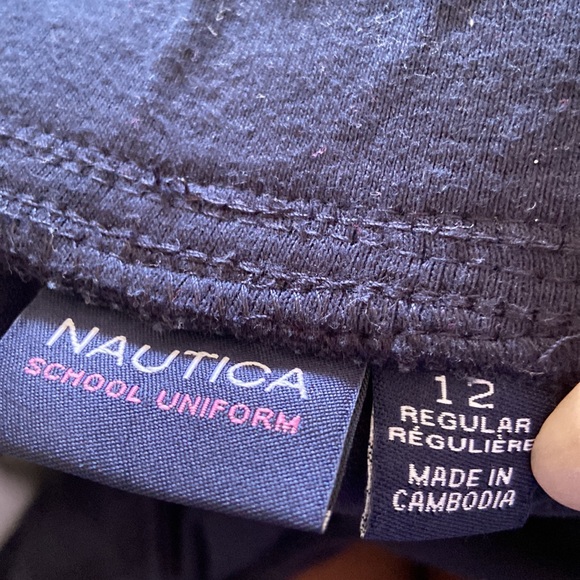 NAUTICA
SCHOOL UNIFORM
12
REGULAR
RÉGULIÈRE
MADE IN
CAMBODIA